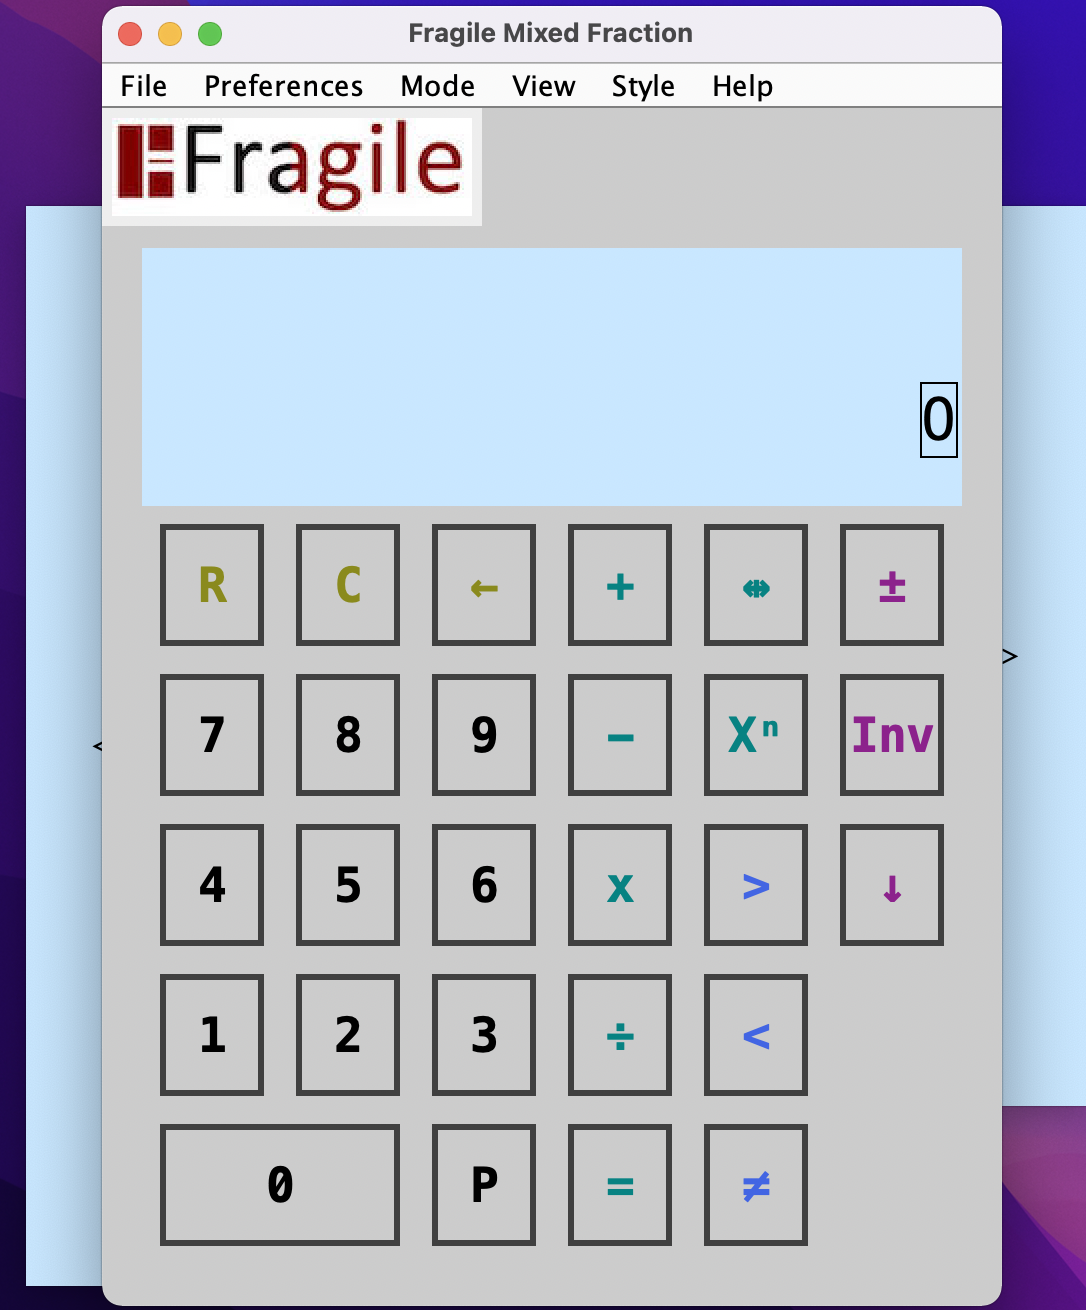 Fragile Mixed Fraction
File Preferences Mode View Style Help
Fragile
0
R C ← + ⇹ ±
7 8 9 − Xⁿ Inv
4 5 6 x > ↓
1 2 3 ÷ <
0 P = ≠
<
>